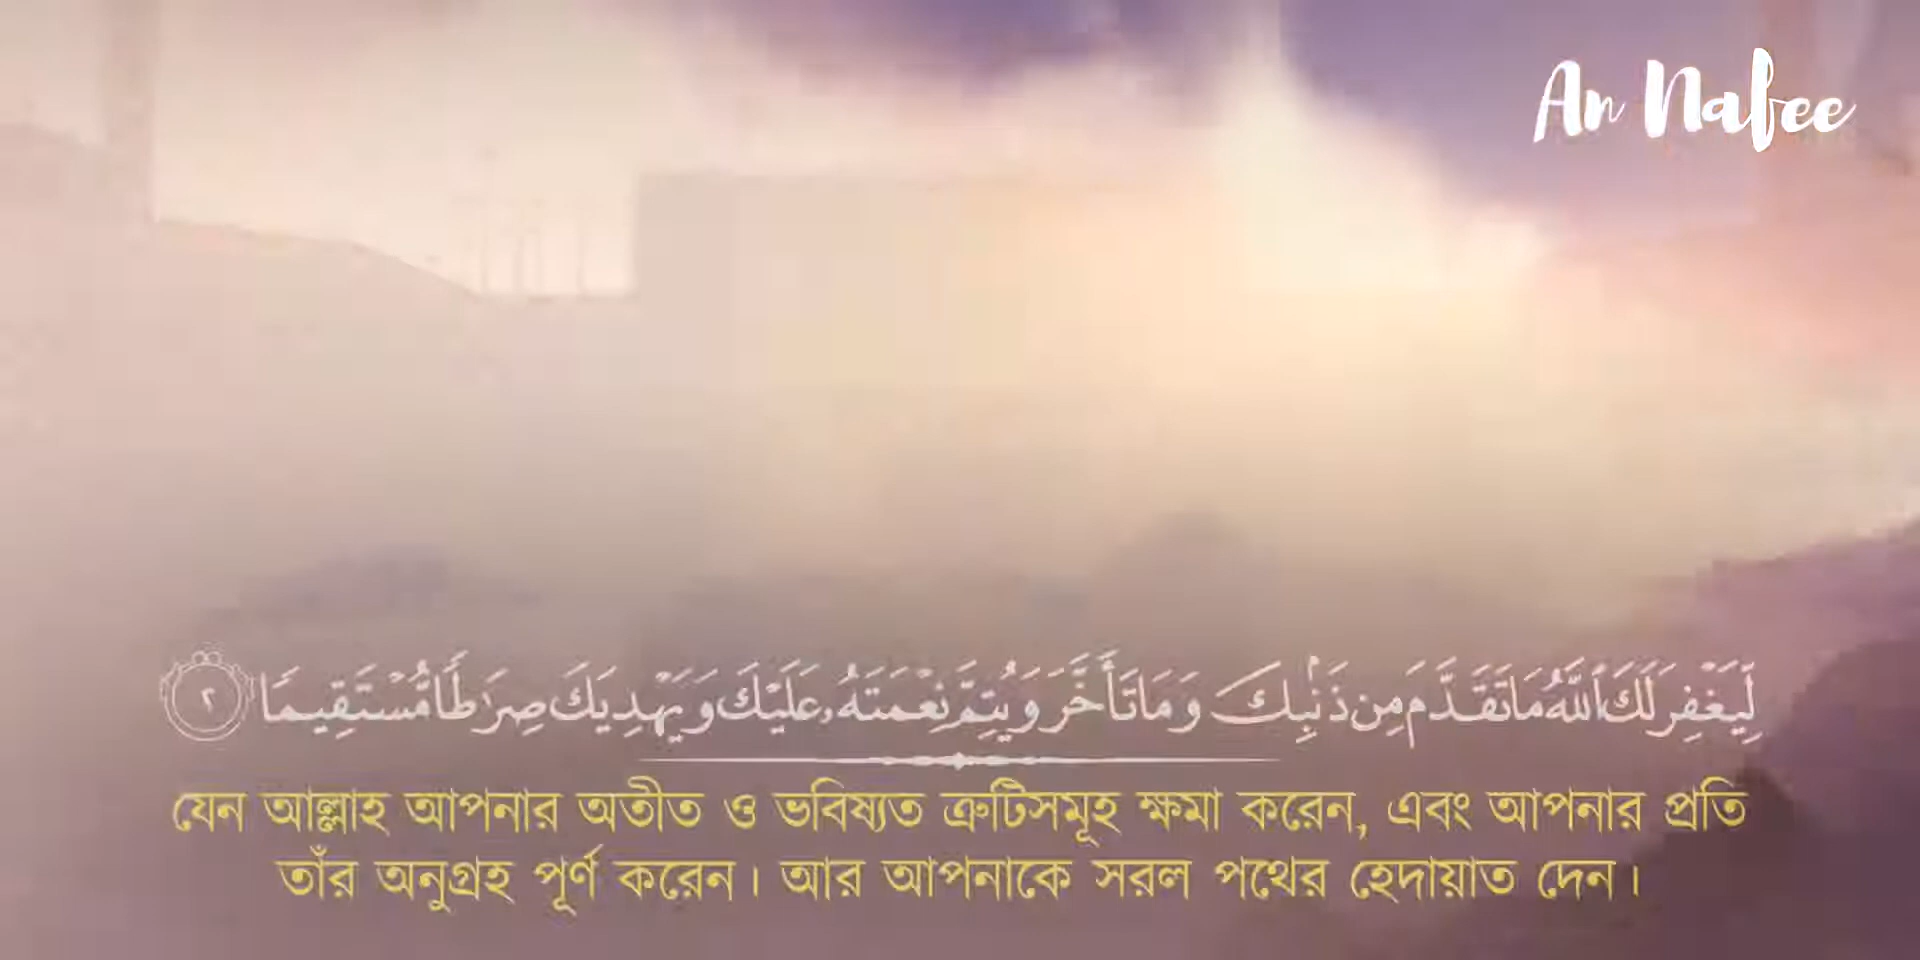 An Nafee
لِّيَغْفِرَ لَكَ ٱللَّهُ مَا تَقَدَّمَ مِن ذَنۢبِكَ وَمَا تَأَخَّرَ وَيُتِمَّ نِعْمَتَهُۥ عَلَيْكَ وَيَهْدِيَكَ صِرَٰطًا مُّسْتَقِيمًا ٢
যেন আল্লাহ আপনার অতীত ও ভবিষ্যত ত্রুটিসমূহ ক্ষমা করেন, এবং আপনার প্রতি
তাঁর অনুগ্রহ পূর্ণ করেন। আর আপনাকে সরল পথের হেদায়াত দেন।